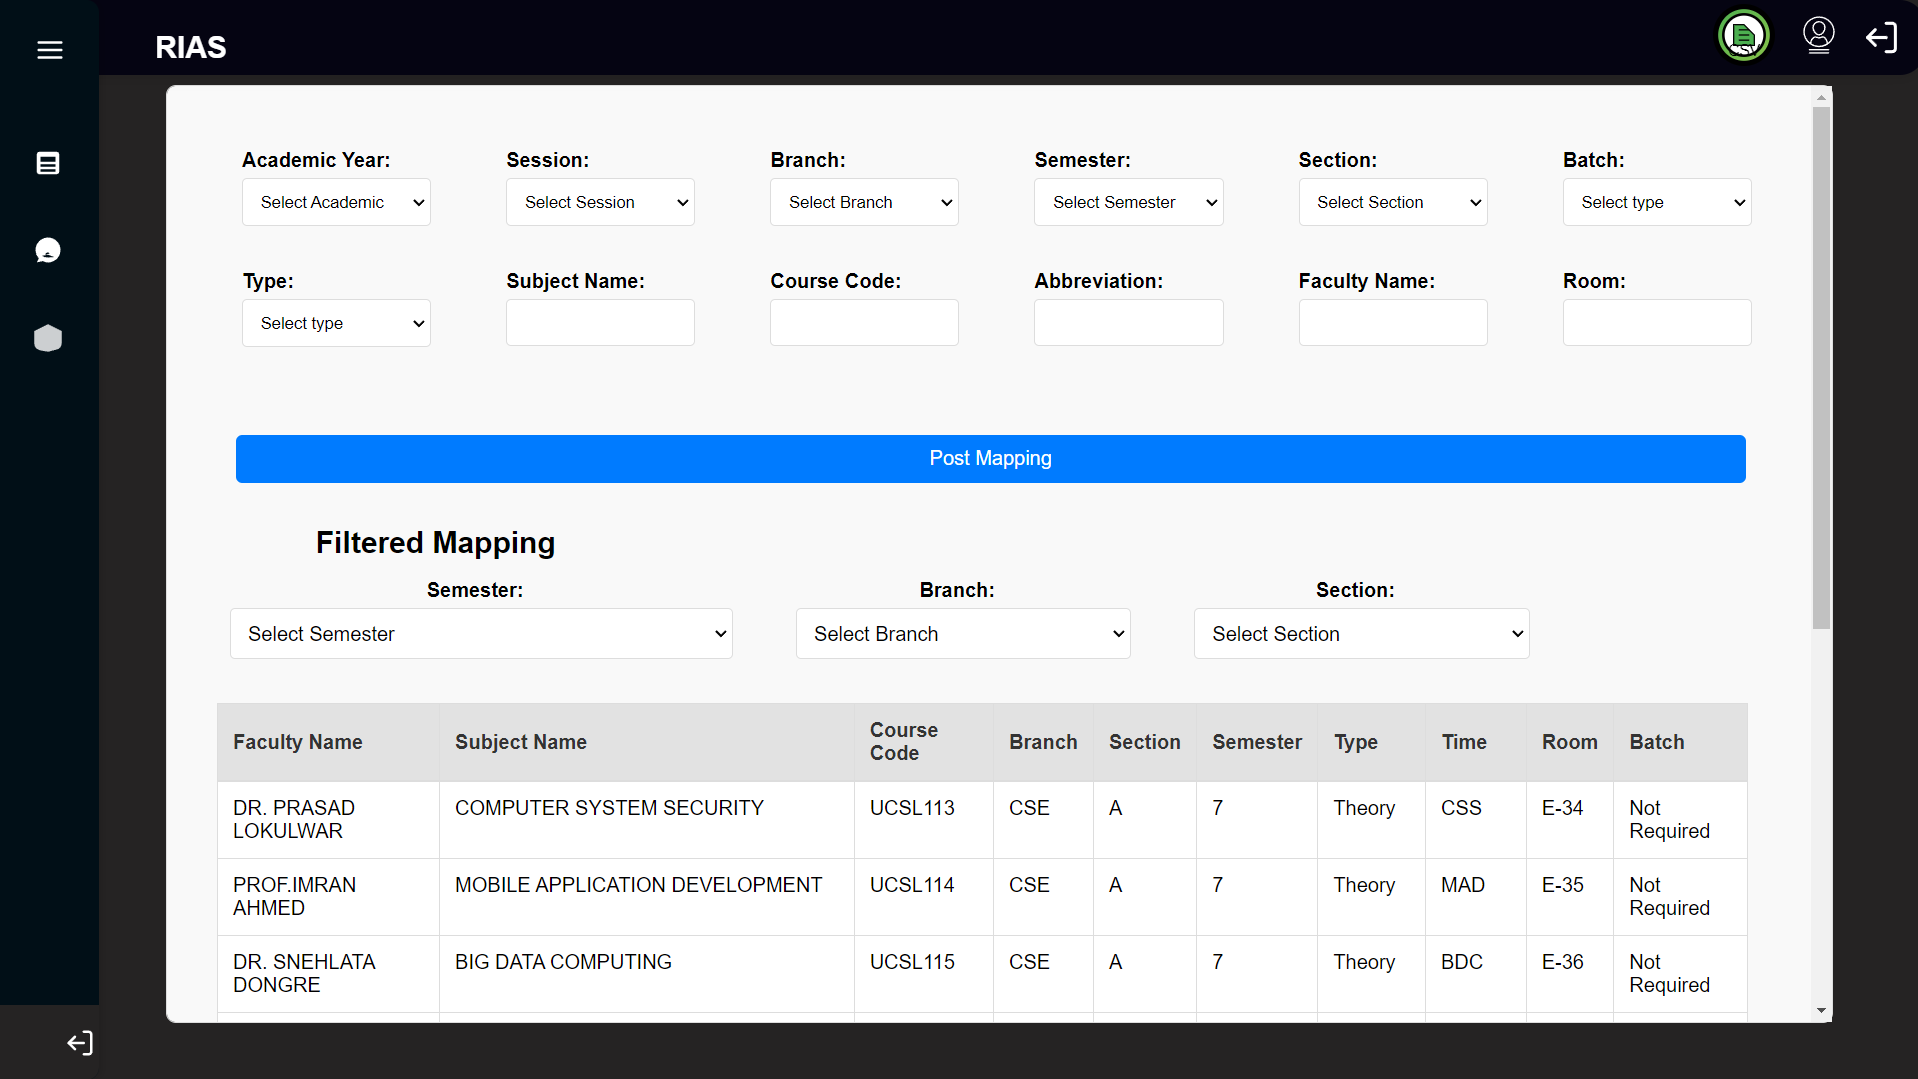 RIAS
CSV
Academic Year: Session: Branch: Semester: Section: Batch:
Select Academic Select Session Select Branch Select Semester Select Section Select type
Type: Subject Name: Course Code: Abbreviation: Faculty Name: Room:
Select type
Post Mapping
Filtered Mapping
Semester: Branch: Section:
Select Semester Select Branch Select Section
Faculty Name Subject Name Course Code Branch Section Semester Type Time Room Batch
DR. PRASAD LOKULWAR COMPUTER SYSTEM SECURITY UCSL113 CSE A 7 Theory CSS E-34 Not Required
PROF.IMRAN AHMED MOBILE APPLICATION DEVELOPMENT UCSL114 CSE A 7 Theory MAD E-35 Not Required
DR. SNEHLATA DONGRE BIG DATA COMPUTING UCSL115 CSE A 7 Theory BDC E-36 Not Required